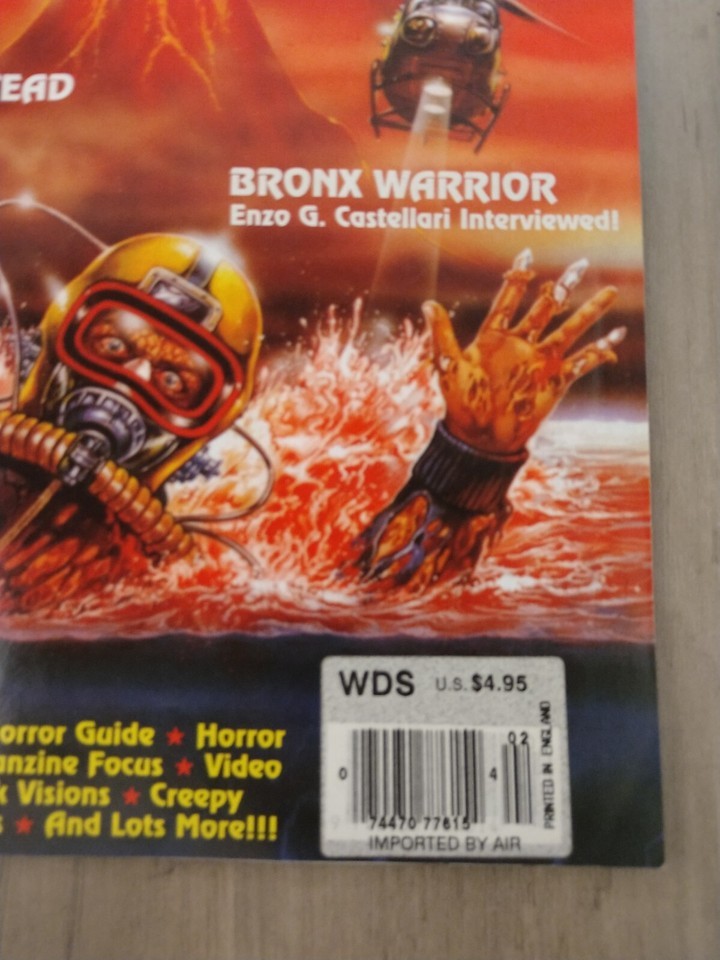 EAD
BRONX WARRIOR
Enzo G. Castellari Interviewed!
orror Guide ★ Horror
anzine Focus ★ Video
k Visions ★ Creepy
s ★ And Lots More!!!
WDS U.S. $4.95
02
0 74470 77615 4
PRINTED IN ENGLAND
IMPORTED BY AIR